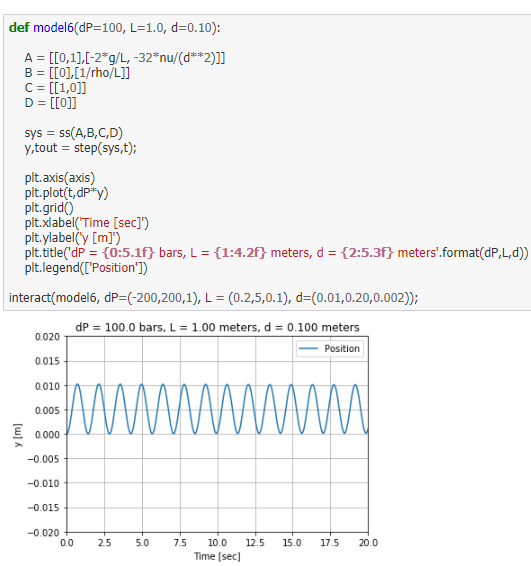 def model6(dP=100, L=1.0, d=0.10):
A = [[0,1],[-2*g/L, -32*nu/(d**2)]]
B = [[0],[1/rho/L]]
C = [[1,0]]
D = [[0]]
sys = ss(A,B,C,D)
y,tout = step(sys,t);
plt.axis(axis)
plt.plot(t,dP*y)
plt.grid()
plt.xlabel('Time [sec]')
plt.ylabel('y [m]')
plt.title('dP = {0:5.1f} bars, L = {1:4.2f} meters, d = {2:5.3f} meters'.format(dP,L,d))
plt.legend(['Position'])
interact(model6, dP=(-200,200,1), L = (0.2,5,0.1), d=(0.01,0.20,0.002));
dP = 100.0 bars, L = 1.00 meters, d = 0.100 meters
Position
0.020
0.015
0.010
0.005
0.000
−0.005
−0.010
−0.015
−0.020
y [m]
0.0 2.5 5.0 7.5 10.0 12.5 15.0 17.5 20.0
Time [sec]